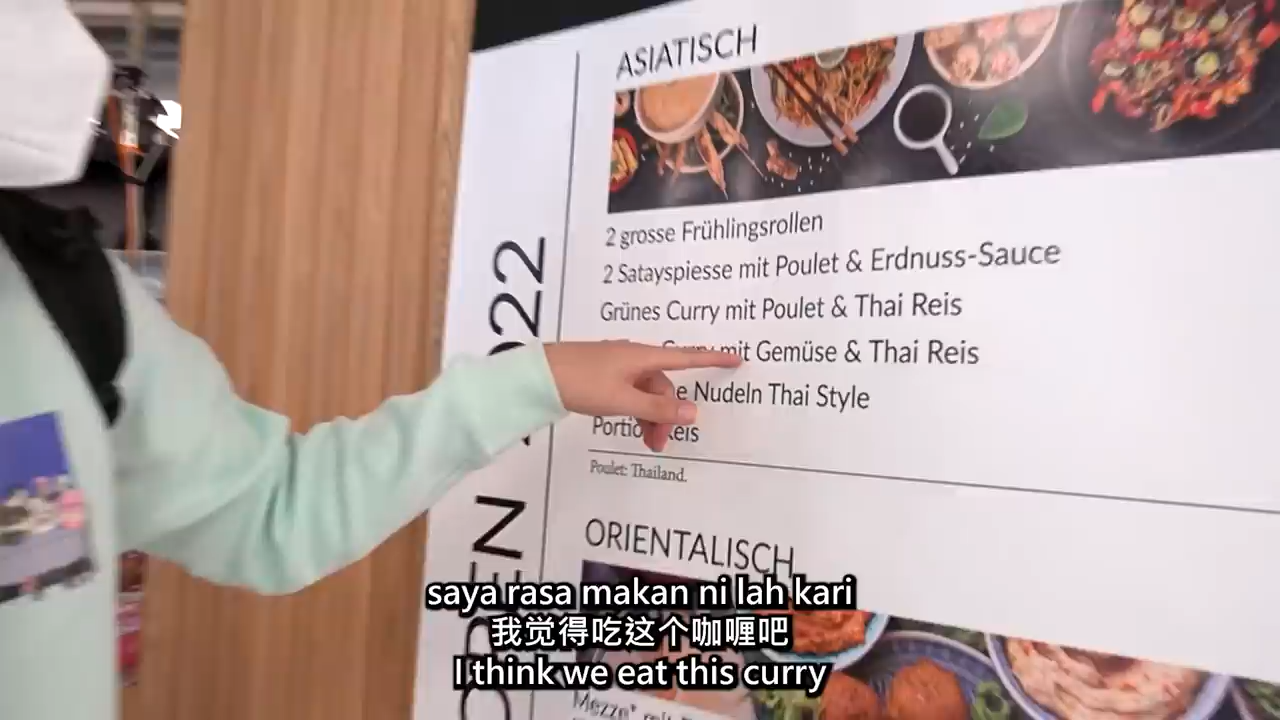 ASIATISCH
2 grosse Frühlingsrollen
2 Satayspiesse mit Poulet & Erdnuss-Sauce
Grünes Curry mit Poulet & Thai Reis
Curry mit Gemüse & Thai Reis
Nudeln Thai Style
Poulet: Thailand.
ORIENTALISCH
saya rasa makan ni lah kari
我觉得吃这个咖喱吧
I think we eat this curry
Mezze*